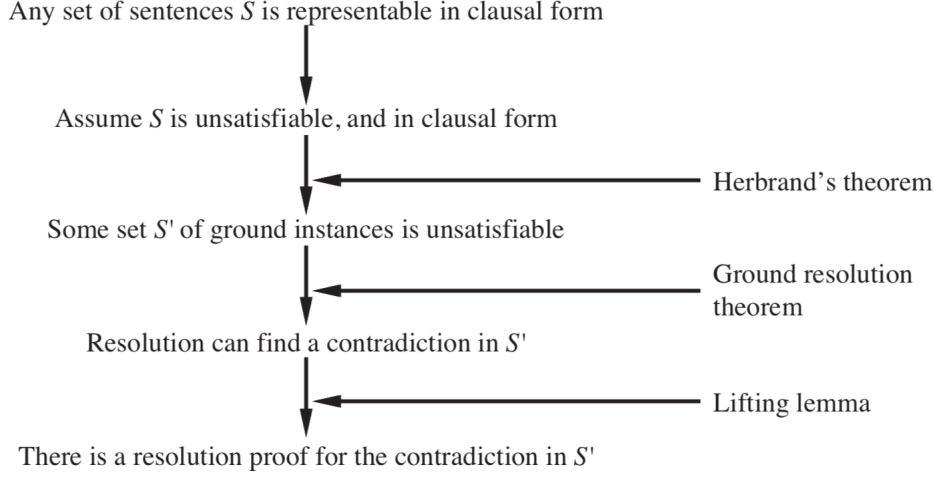 Any set of sentences S is representable in clausal form
Assume S is unsatisfiable, and in clausal form
Herbrand's theorem
Some set S' of ground instances is unsatisfiable
Ground resolution
theorem
Resolution can find a contradiction in S'
Lifting lemma
There is a resolution proof for the contradiction in S'